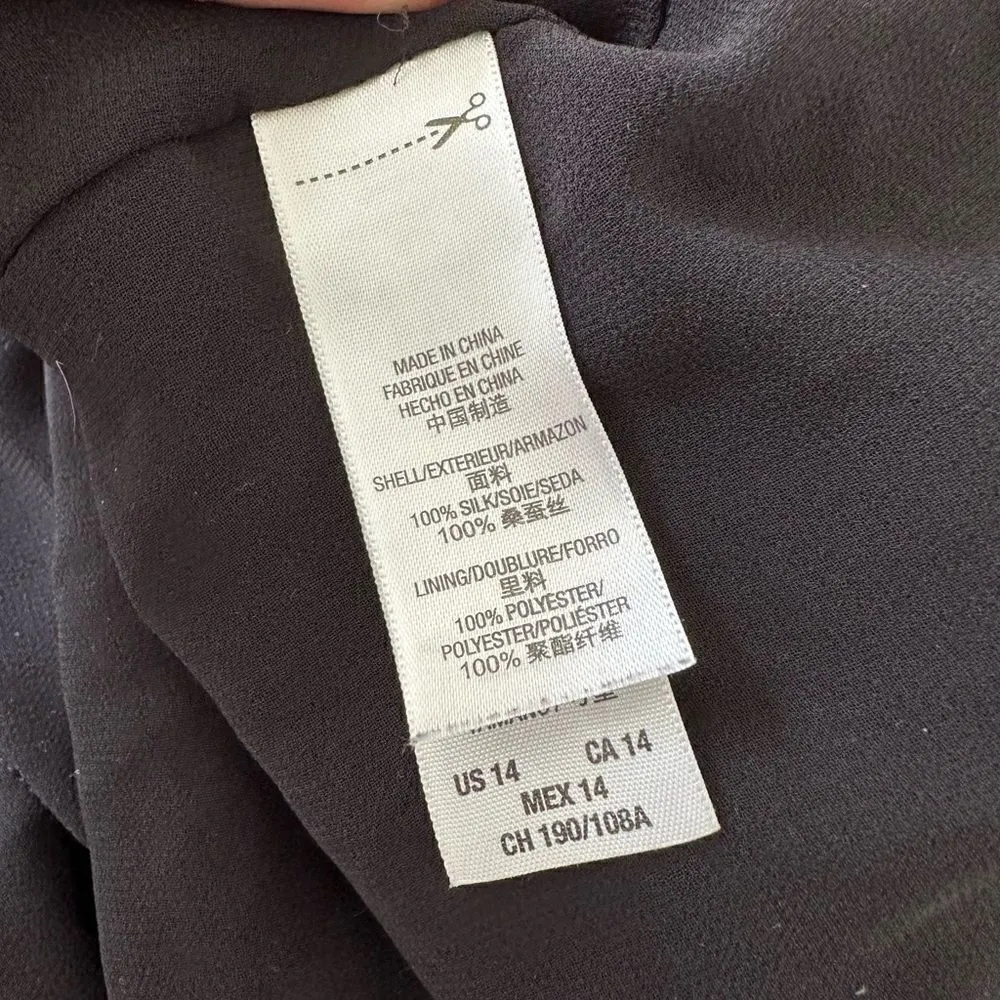 MADE IN CHINA
FABRIQUE EN CHINE
HECHO EN CHINA
中国制造
SHELL/EXTERIEUR/ARMAZON
面料
100% SILK/SOIE/SEDA
100% 桑蚕丝
LINING/DOUBLURE/FORRO
里料
100% POLYESTER/
POLYESTER/POLIÉSTER
100% 聚酯纤维
US 14 CA 14
MEX 14
CH 190/108A